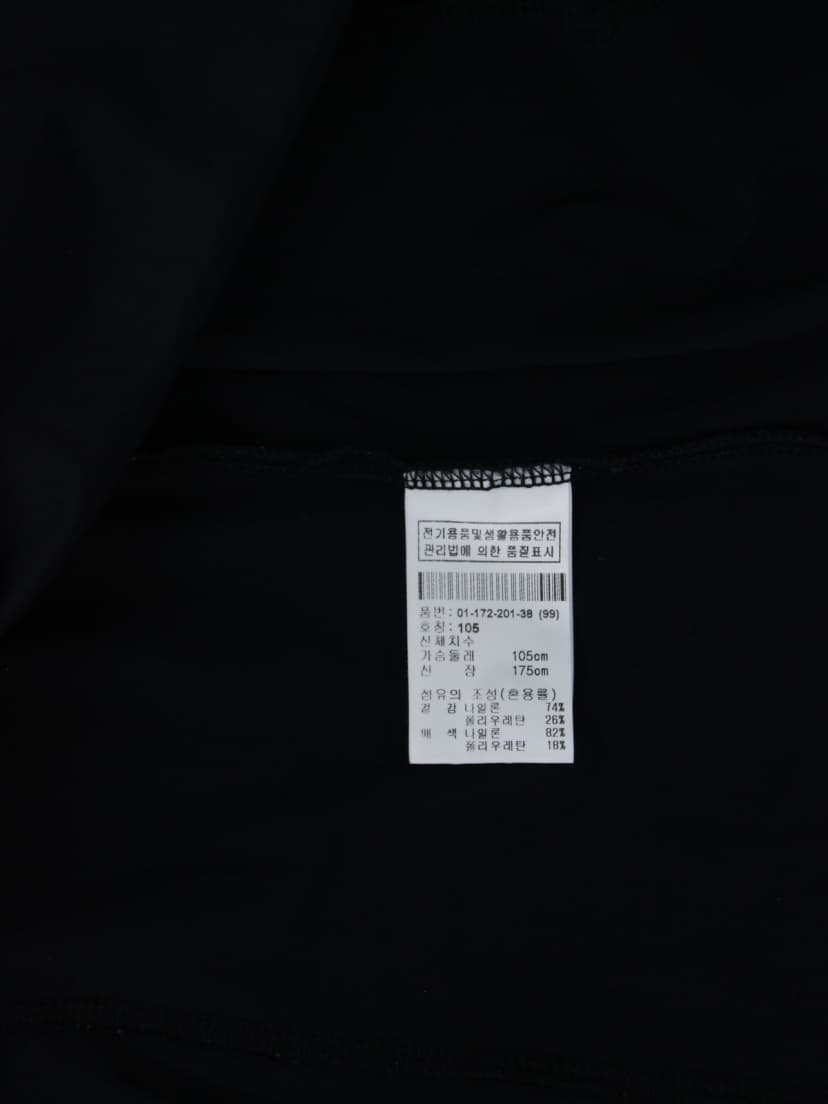 전기용품및생활용품안전
관리법에 의한 품질표시
품번: 01-172-201-38 (99)
호칭: 105
신체치수
가슴둘레 105cm
신 장 175cm
섬유의 조성(혼용률)
겉 감 나일론 74%
폴리우레탄 26%
배 색 나일론 82%
폴리우레탄 18%